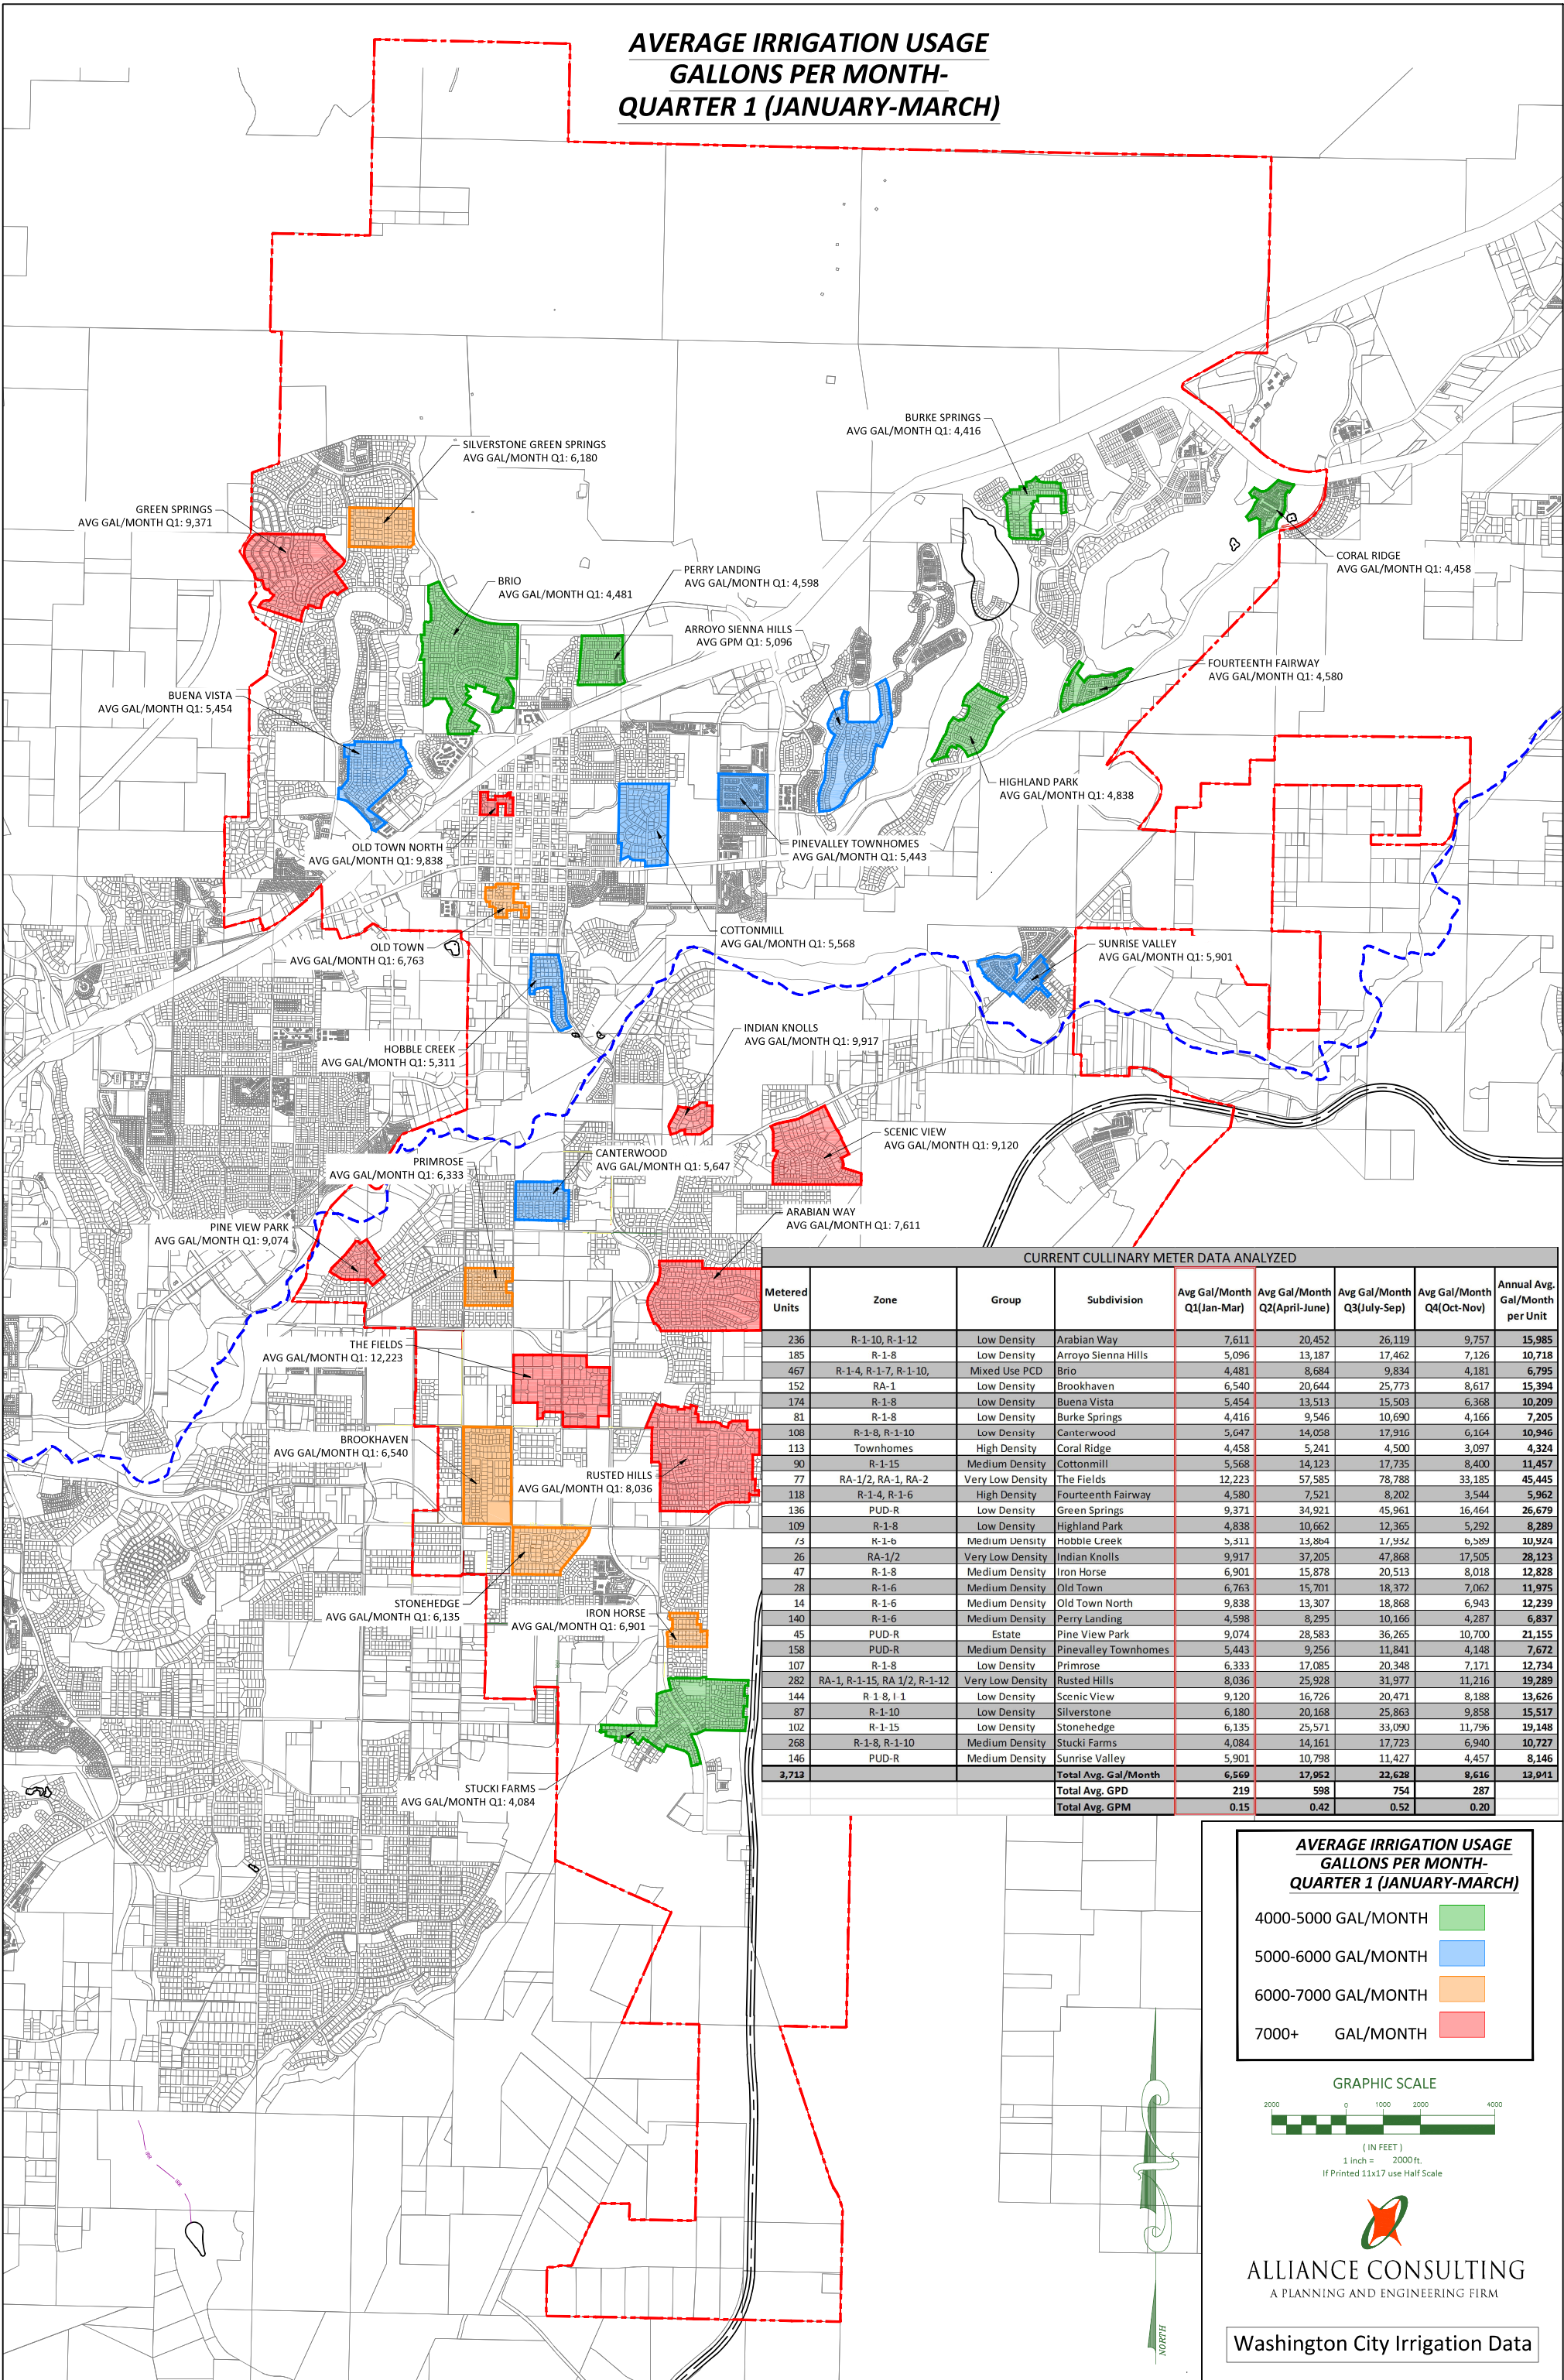 AVERAGE IRRIGATION USAGE
GALLONS PER MONTH-
QUARTER 1 (JANUARY-MARCH)
BURKE SPRINGS
AVG GAL/MONTH Q1: 4,416
SILVERSTONE GREEN SPRINGS
AVG GAL/MONTH Q1: 6,180
GREEN SPRINGS
AVG GAL/MONTH Q1: 9,371
CORAL RIDGE
AVG GAL/MONTH Q1: 4,458
PERRY LANDING
AVG GAL/MONTH Q1: 4,598
BRIO
AVG GAL/MONTH Q1: 4,481
ARROYO SIENNA HILLS
AVG GPM Q1: 5,096
FOURTEENTH FAIRWAY
AVG GAL/MONTH Q1: 4,580
BUENA VISTA
AVG GAL/MONTH Q1: 5,454
HIGHLAND PARK
AVG GAL/MONTH Q1: 4,838
OLD TOWN NORTH
AVG GAL/MONTH Q1: 9,838
PINEVALLEY TOWNHOMES
AVG GAL/MONTH Q1: 5,443
COTTONMILL
AVG GAL/MONTH Q1: 5,568
OLD TOWN
AVG GAL/MONTH Q1: 6,763
SUNRISE VALLEY
AVG GAL/MONTH Q1: 5,901
INDIAN KNOLLS
AVG GAL/MONTH Q1: 9,917
HOBBLE CREEK
AVG GAL/MONTH Q1: 5,311
SCENIC VIEW
AVG GAL/MONTH Q1: 9,120
CANTERWOOD
AVG GAL/MONTH Q1: 5,647
PRIMROSE
AVG GAL/MONTH Q1: 6,333
ARABIAN WAY
AVG GAL/MONTH Q1: 7,611
PINE VIEW PARK
AVG GAL/MONTH Q1: 9,074
THE FIELDS
AVG GAL/MONTH Q1: 12,223
BROOKHAVEN
AVG GAL/MONTH Q1: 6,540
RUSTED HILLS
AVG GAL/MONTH Q1: 8,036
STONEHEDGE
AVG GAL/MONTH Q1: 6,135
IRON HORSE
AVG GAL/MONTH Q1: 6,901
STUCKI FARMS
AVG GAL/MONTH Q1: 4,084
CURRENT CULLINARY METER DATA ANALYZED
Metered Units Zone Group Subdivision Avg Gal/Month Q1(Jan-Mar) Avg Gal/Month Q2(April-June) Avg Gal/Month Q3(July-Sep) Avg Gal/Month Q4(Oct-Nov) Annual Avg. Gal/Month per Unit
236 R-1-10, R-1-12 Low Density Arabian Way 7,611 20,452 26,119 9,757 15,985
185 R-1-8 Low Density Arroyo Sienna Hills 5,096 13,187 17,462 7,126 10,718
467 R-1-4, R-1-7, R-1-10, Mixed Use PCD Brio 4,481 8,684 9,834 4,181 6,795
152 RA-1 Low Density Brookhaven 6,540 20,644 25,773 8,617 15,394
174 R-1-8 Low Density Buena Vista 5,454 13,513 15,503 6,368 10,209
81 R-1-8 Low Density Burke Springs 4,416 9,546 10,690 4,166 7,205
108 R-1-8, R-1-10 Low Density Canterwood 5,647 14,058 17,916 6,164 10,946
113 Townhomes High Density Coral Ridge 4,458 5,241 4,500 3,097 4,324
90 R-1-15 Medium Density Cottonmill 5,568 14,123 17,735 8,400 11,457
77 RA-1/2, RA-1, RA-2 Very Low Density The Fields 12,223 57,585 78,788 33,185 45,445
118 R-1-4, R-1-6 High Density Fourteenth Fairway 4,580 7,521 8,202 3,544 5,962
136 PUD-R Low Density Green Springs 9,371 34,921 45,961 16,464 26,679
109 R-1-8 Low Density Highland Park 4,838 10,662 12,365 5,292 8,289
73 R-1-6 Medium Density Hobble Creek 5,311 13,864 17,932 6,589 10,924
26 RA-1/2 Very Low Density Indian Knolls 9,917 37,205 47,868 17,505 28,123
47 R-1-8 Medium Density Iron Horse 6,901 15,878 20,513 8,018 12,828
28 R-1-6 Medium Density Old Town 6,763 15,701 18,372 7,062 11,975
14 R-1-6 Medium Density Old Town North 9,838 13,307 18,868 6,943 12,239
140 R-1-6 Medium Density Perry Landing 4,598 8,295 10,166 4,287 6,837
45 PUD-R Estate Pine View Park 9,074 28,583 36,265 10,700 21,155
158 PUD-R Medium Density Pinevalley Townhomes 5,443 9,256 11,841 4,148 7,672
107 R-1-8 Low Density Primrose 6,333 17,085 20,348 7,171 12,734
282 RA-1, R-1-15, RA 1/2, R-1-12 Very Low Density Rusted Hills 8,036 25,928 31,977 11,216 19,289
144 R-1-8, I-1 Low Density Scenic View 9,120 16,726 20,471 8,188 13,626
87 R-1-10 Low Density Silverstone 6,180 20,168 25,863 9,858 15,517
102 R-1-15 Low Density Stonehedge 6,135 25,571 33,090 11,796 19,148
268 R-1-8, R-1-10 Medium Density Stucki Farms 4,084 14,161 17,723 6,940 10,727
146 PUD-R Medium Density Sunrise Valley 5,901 10,798 11,427 4,457 8,146
3,713 Total Avg. Gal/Month 6,569 17,952 22,628 8,616 13,941
Total Avg. GPD 219 598 754 287
Total Avg. GPM 0.15 0.42 0.52 0.20
AVERAGE IRRIGATION USAGE
GALLONS PER MONTH-
QUARTER 1 (JANUARY-MARCH)
4000-5000 GAL/MONTH
5000-6000 GAL/MONTH
6000-7000 GAL/MONTH
7000+ GAL/MONTH
GRAPHIC SCALE
2000 0 1000 2000 4000
( IN FEET )
1 inch = 2000 ft.
If Printed 11x17 use Half Scale
ALLIANCE CONSULTING
A PLANNING AND ENGINEERING FIRM
NORTH
Washington City Irrigation Data